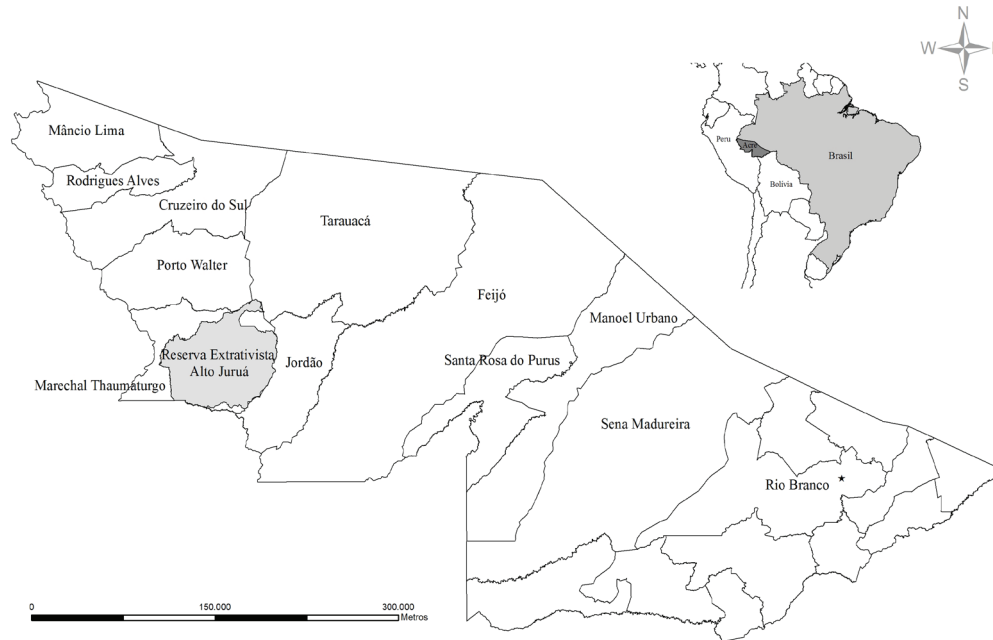 N
W
S
Mâncio Lima
Rodrigues Alves
Cruzeiro do Sul
Tarauacá
Porto Walter
Feijó
Manoel Urbano
Reserva Extrativista
Alto Juruá
Jordão
Santa Rosa do Purus
Marechal Thaumaturgo
Sena Madureira
Rio Branco
Peru
Acre
Brasil
Bolívia
0
150.000
300.000
Metros